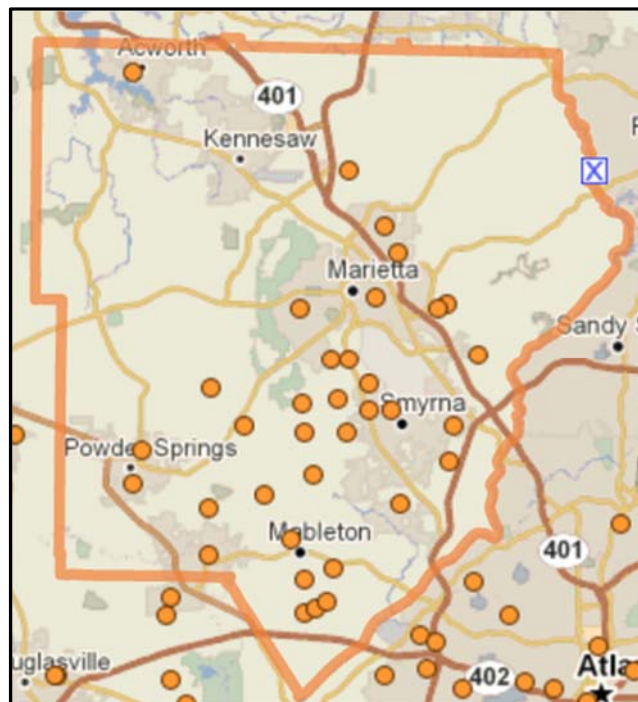 Acworth
401
Kennesaw
Marietta
Sandy S
Smyrna
Powder Springs
Mableton
401
uglasville
402
Atla